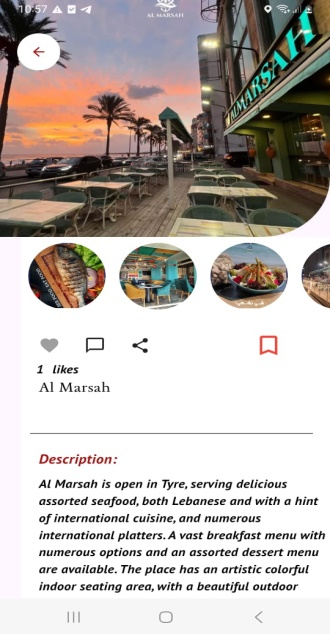 10:57
AL MARSAH
ALMARSAH
1 likes
Al Marsah
Description:
Al Marsah is open in Tyre, serving delicious
assorted seafood, both Lebanese and with a hint
of international cuisine, and numerous
international platters. A vast breakfast menu with
numerous options and an assorted dessert menu
are available. The place has an artistic colorful
indoor seating area, with a beautiful outdoor